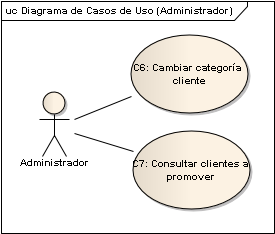 uc Diagrama de Casos de Uso (Administrador)
C6: Cambiar categoría
cliente
Administrador
C7: Consultar clientes a
promover